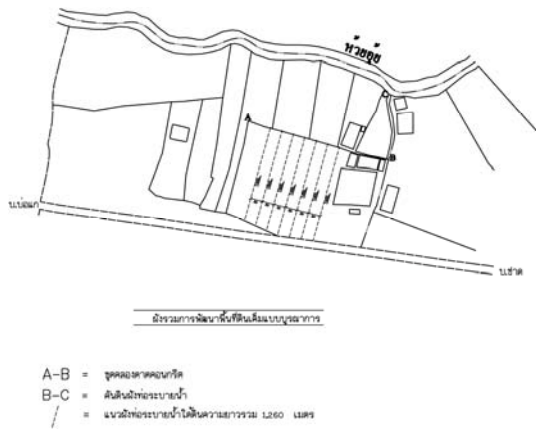 ห้วยอูย
A
B
น.บ่อแก
น.ชาด
ผังรวมการพัฒนาพื้นที่ดินเค็มแบบบูรณาการ
A-B = ขุดคลองดาดคอนกรีต
B-C = คันดินฝังท่อระบายน้ำ
/ = แนวฝังท่อระบายน้ำใต้ดินความยาวรวม 1,260 เมตร